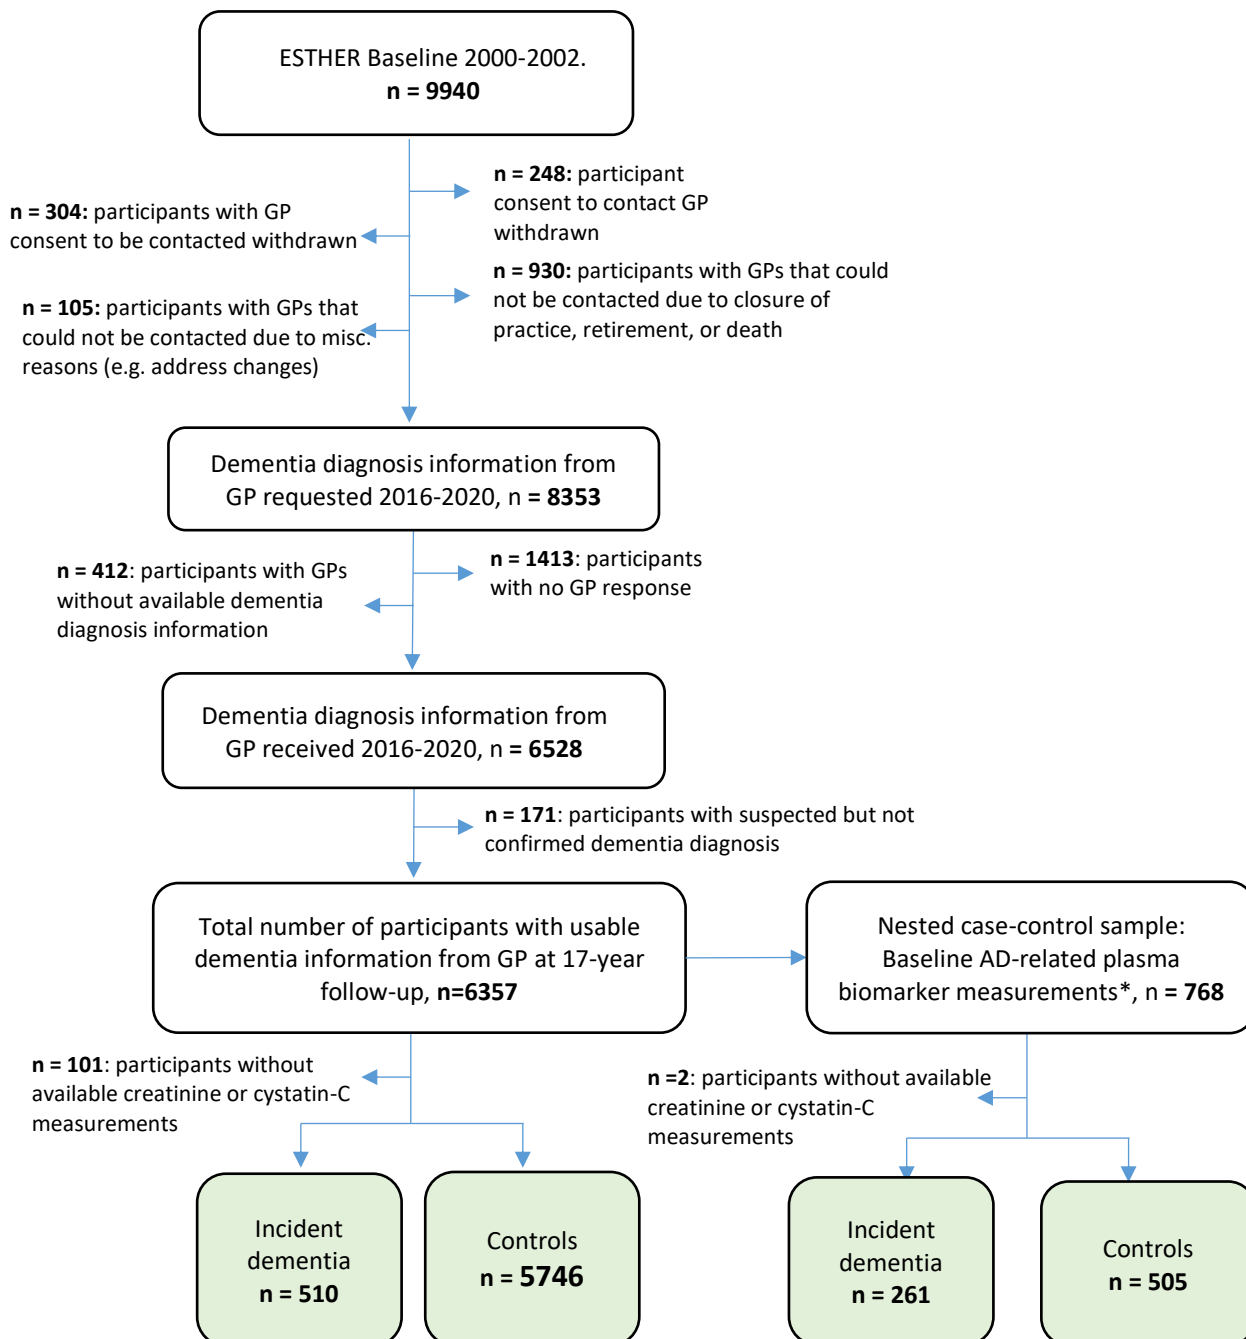 ESTHER Baseline 2000-2002.
n = 9940
n = 248: participant
consent to contact GP
withdrawn
n = 304: participants with GP
consent to be contacted withdrawn
n = 930: participants with GPs that could
not be contacted due to closure of
practice, retirement, or death
n = 105: participants with GPs that
could not be contacted due to misc.
reasons (e.g. address changes)
Dementia diagnosis information from
GP requested 2016-2020, n = 8353
n = 1413: participants
with no GP response
n = 412: participants with GPs
without available dementia
diagnosis information
Dementia diagnosis information from
GP received 2016-2020, n = 6528
n = 171: participants with suspected but not
confirmed dementia diagnosis
Total number of participants with usable
dementia information from GP at 17-year
follow-up, n=6357
Nested case-control sample:
Baseline AD-related plasma
biomarker measurements*, n = 768
n = 101: participants without
available creatinine or cystatin-C
measurements
n =2: participants without available
creatinine or cystatin-C
measurements
Incident
dementia
n = 510
Controls
n = 5746
Incident
dementia
n = 261
Controls
n = 505